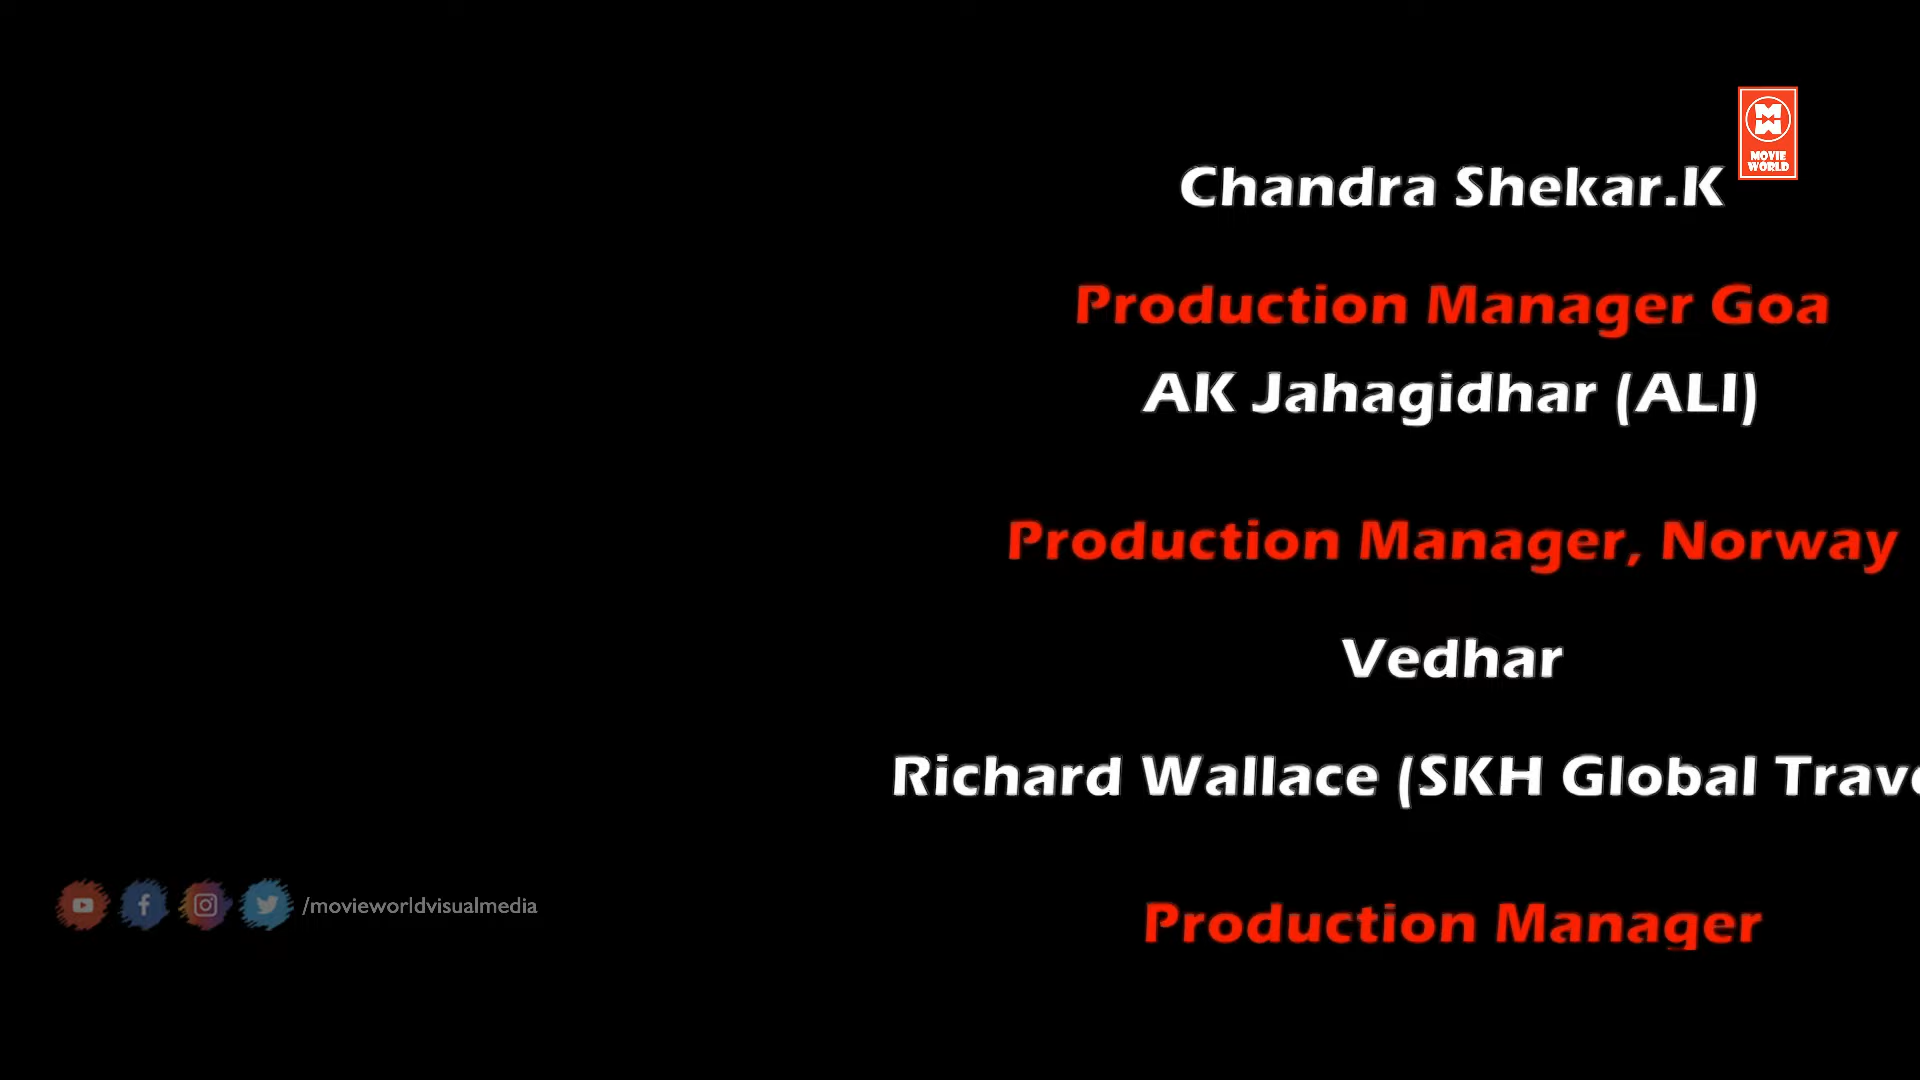 MOVIE
WORLD
Chandra Shekar.K
Production Manager Goa
AK Jahagidhar (ALI)
Production Manager, Norway
Vedhar
Richard Wallace (SKH Global
/movieworldvisualmedia
Production Manager